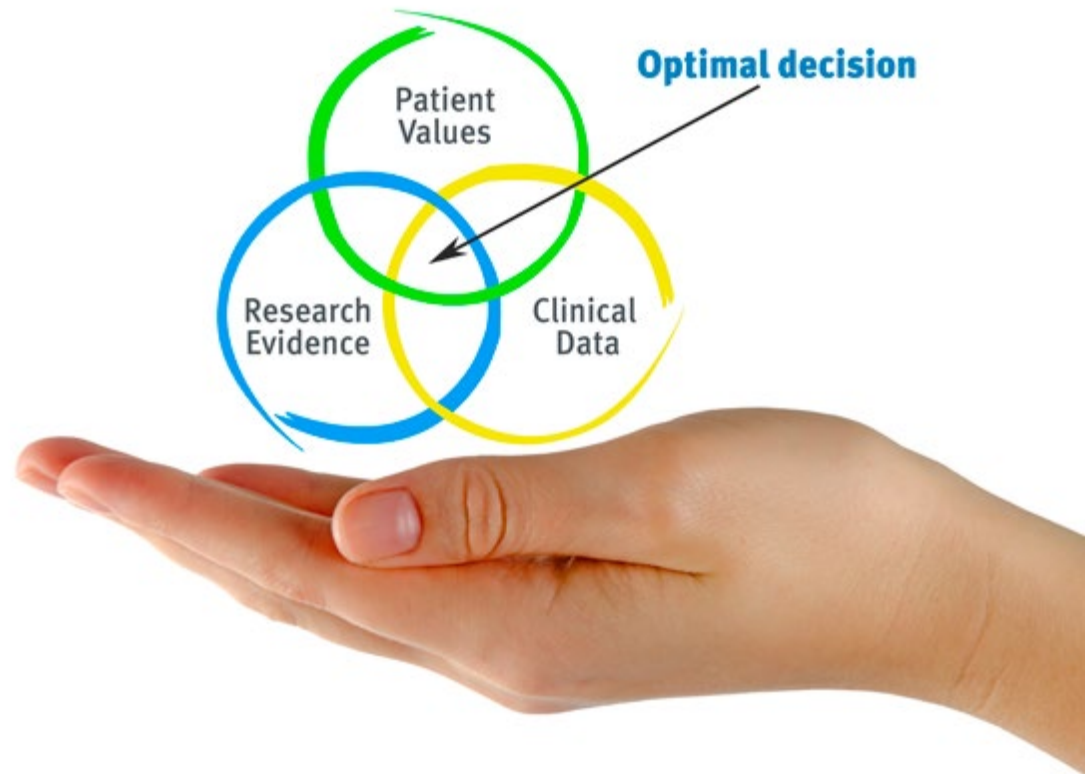 Optimal decision
Patient
Values
Research
Evidence
Clinical
Data